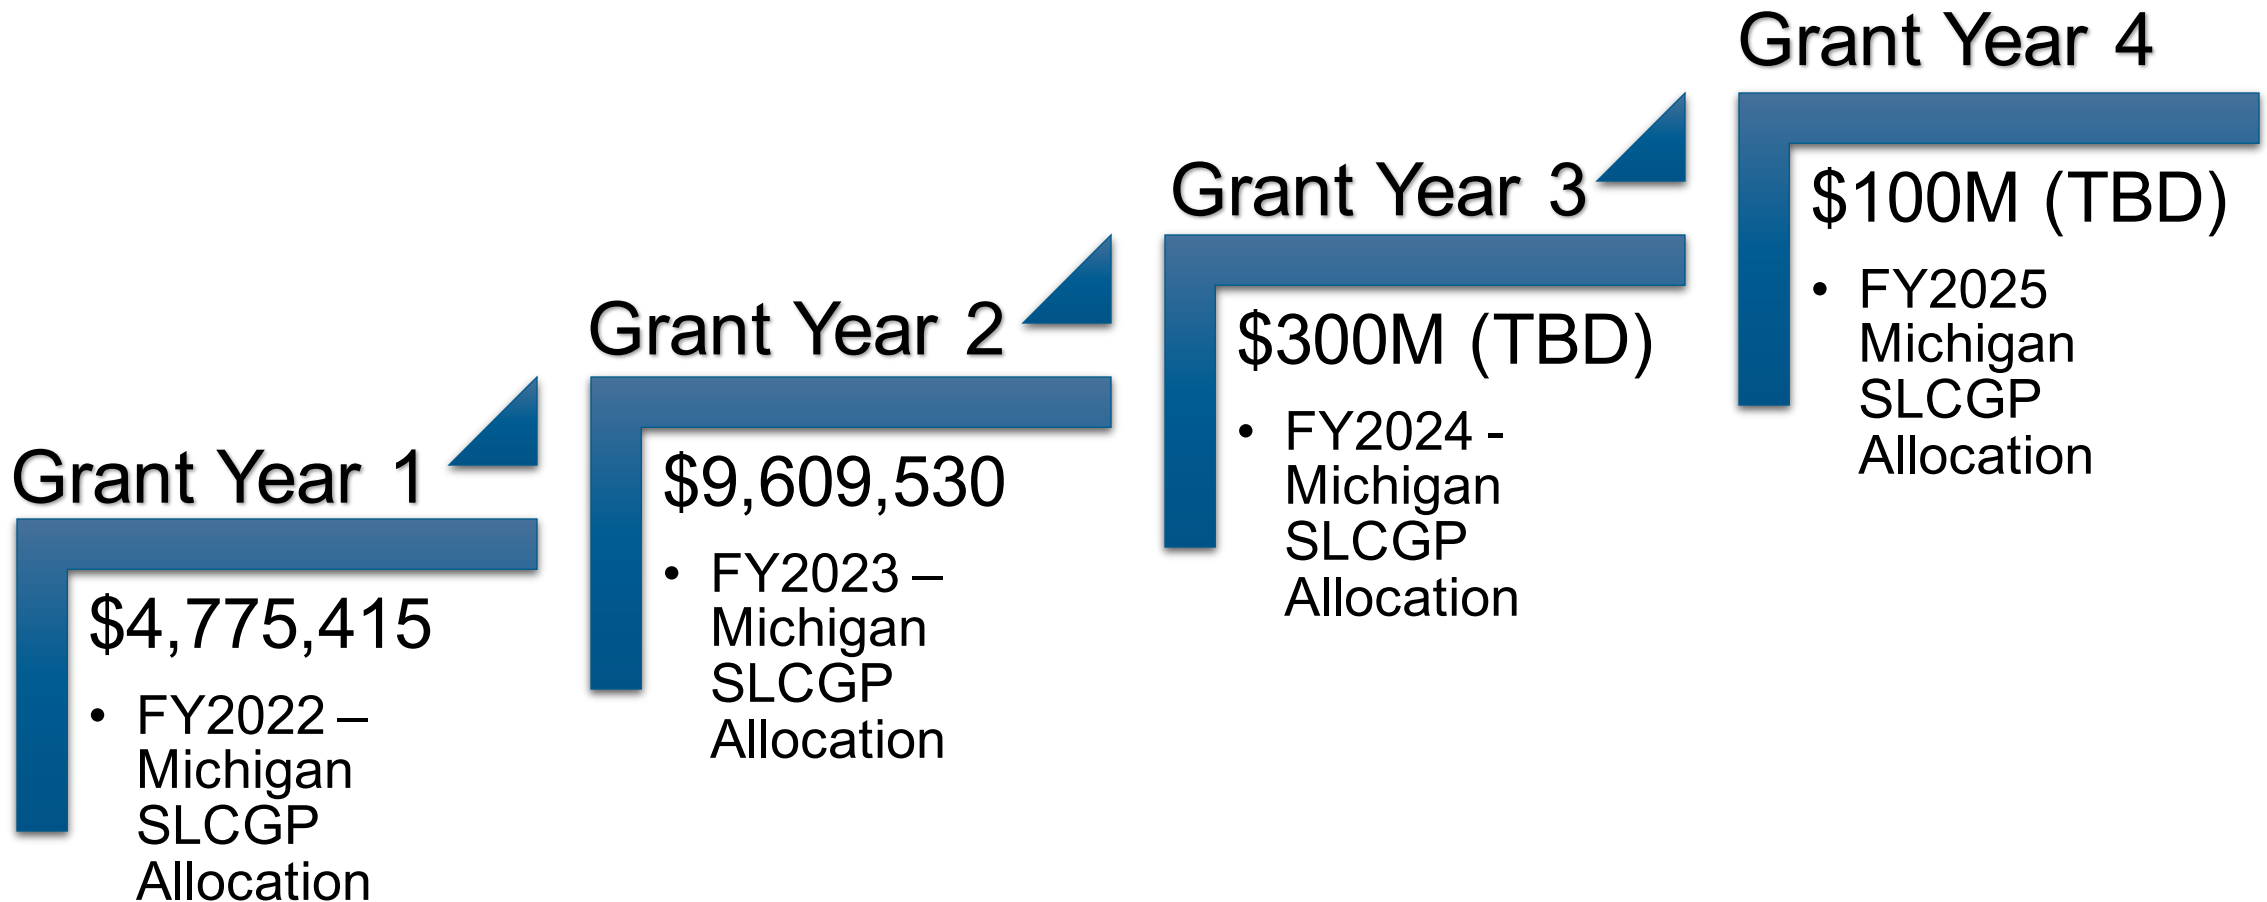 Grant Year 1
$4,775,415
• FY2022 –
Michigan
SLCGP
Allocation
Grant Year 2
$9,609,530
• FY2023 –
Michigan
SLCGP
Allocation
Grant Year 3
$300M (TBD)
• FY2024 -
Michigan
SLCGP
Allocation
Grant Year 4
$100M (TBD)
• FY2025
Michigan
SLCGP
Allocation